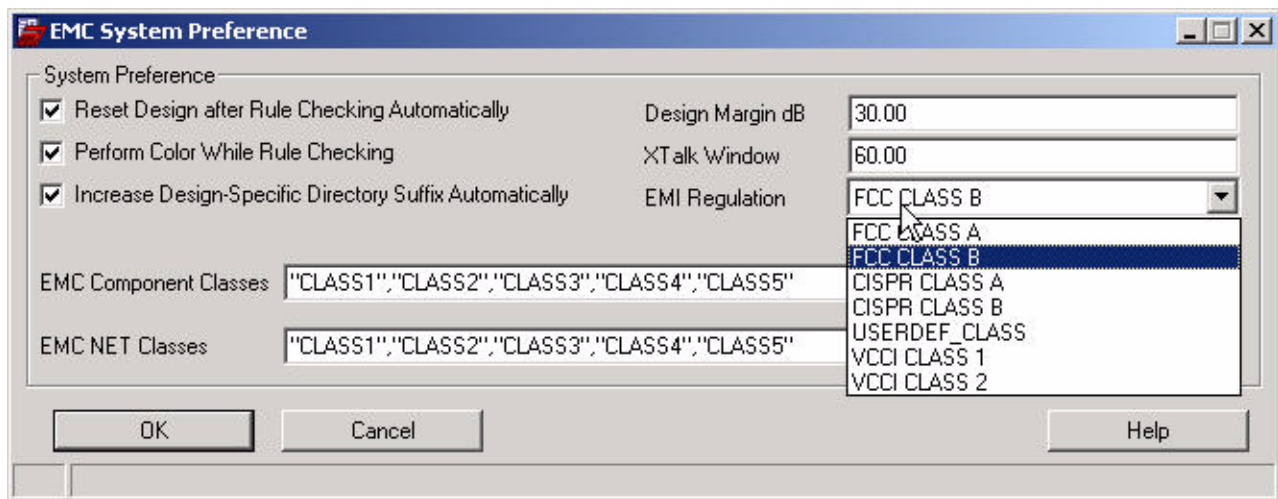 EMC System Preference
System Preference
Reset Design after Rule Checking Automatically
Design Margin dB
30.00
Perform Color While Rule Checking
XTalk Window
60.00
Increase Design-Specific Directory Suffix Automatically
EMI Regulation
FCC CLASS B
FCC CLASS A
FCC CLASS B
CISPR CLASS A
CISPR CLASS B
USERDEF_CLASS
VCCI CLASS 1
VCCI CLASS 2
EMC Component Classes
"CLASS1","CLASS2","CLASS3","CLASS4","CLASS5"
EMC NET Classes
"CLASS1","CLASS2","CLASS3","CLASS4","CLASS5"
OK
Cancel
Help